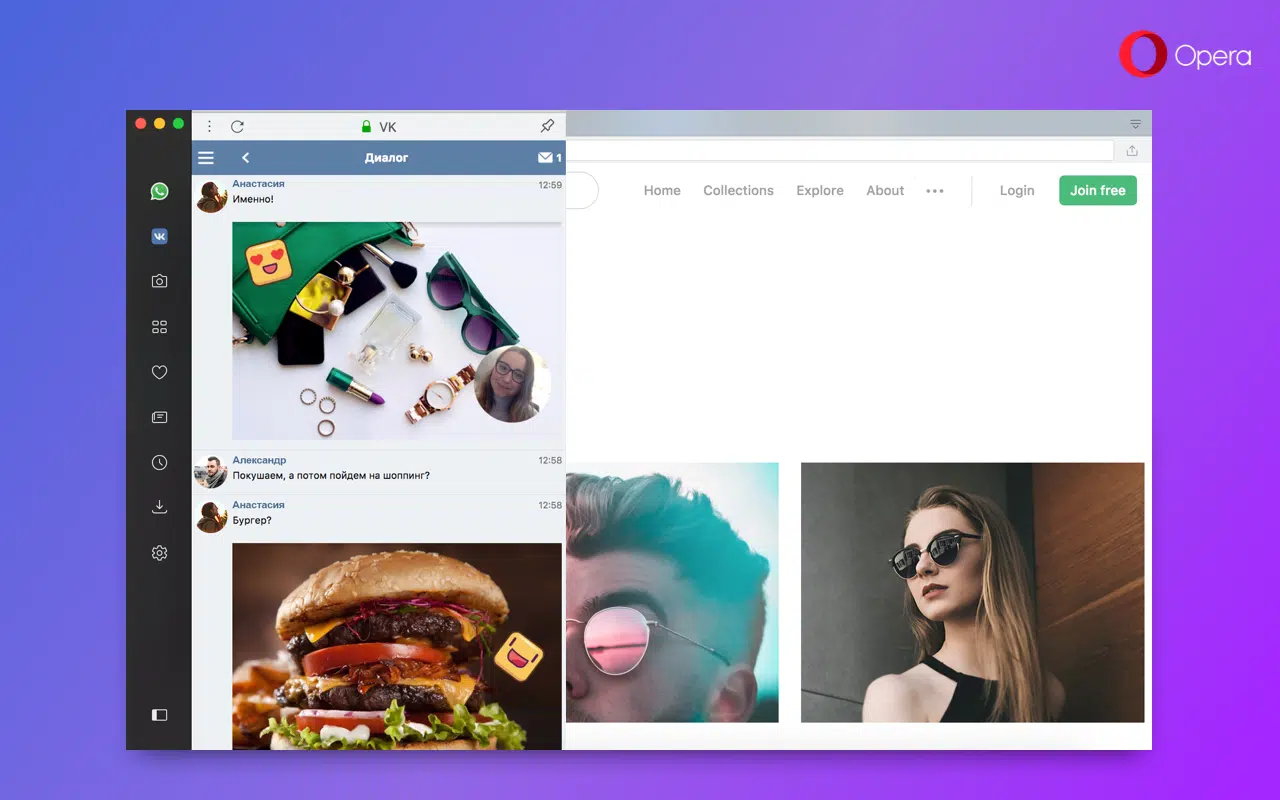 Opera
VK
Диалог
1
Анастасия
12:59
Именно!
Александр
12:58
Покушаем, а потом пойдем на шоппинг?
Анастасия
12:58
Бургер?
Home
Collections
Explore
About
Login
Join free